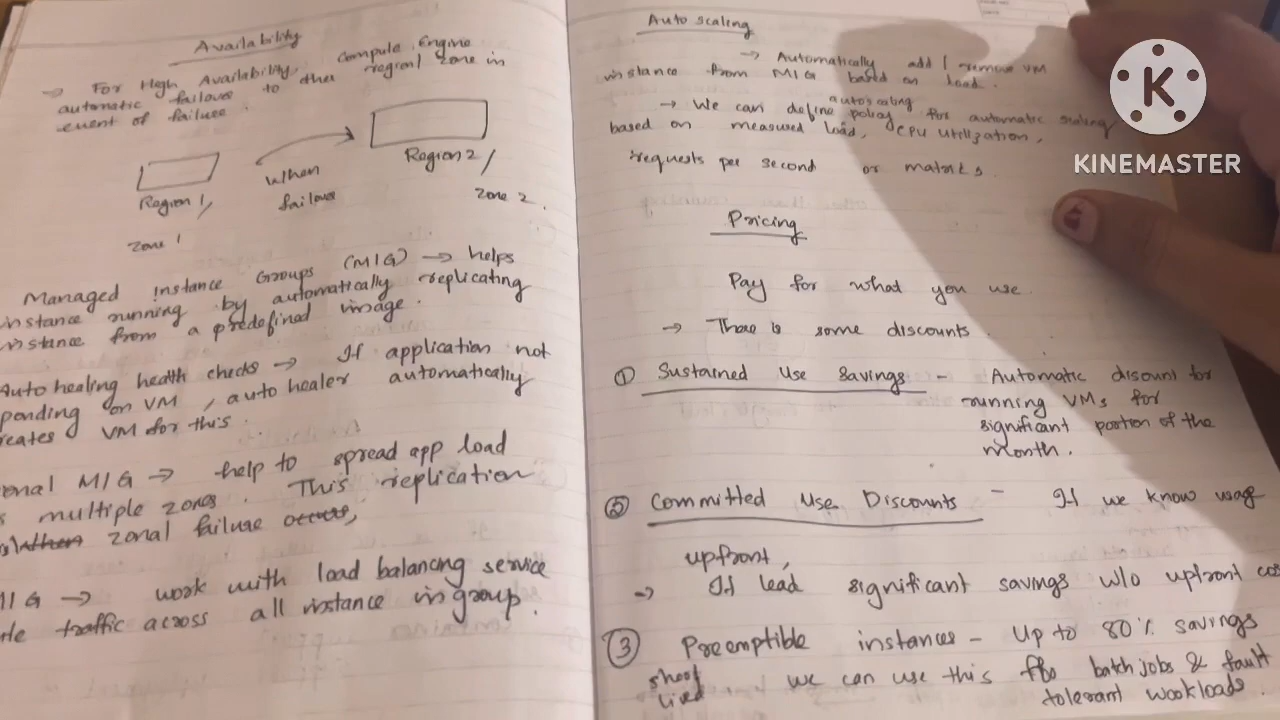 Availability
→ For High Availability, Compute Engine
automatic failover to other region/zone in
event of failure.
Region 1/
Zone 1
When
failover
Region 2/
Zone 2.
Managed Instance Groups (MIG) → helps
instance running by automatically replicating
instance from a predefined image.
Auto healing health checks → If application not
ponding on VM, auto healer automatically
reates VM for this.
onal MIG → help to spread app load
s multiple zones. This replication
When zonal failure occurs,
MIG → work with load balancing service
traffic across all instance in group.
Auto scaling
→ Automatically add/remove VM
instance from MIG based on load.
→ We can define autoscaling policy for automatic scaling
based on measured load, CPU utilization,
requests per second or
Pricing
Pay for what you use.
→ There is some discounts.
① Sustained Use Savings - Automatic discount for
running VMs for
significant portion of the
month.
② Committed Use Discounts - If we know usage
upfront,
→ It lead significant savings w/o upfront cos
③ Preemptible instances - Up to 80% savings
short lived we can use this for batch jobs & fault
tolerant workloads.
KINEMASTER